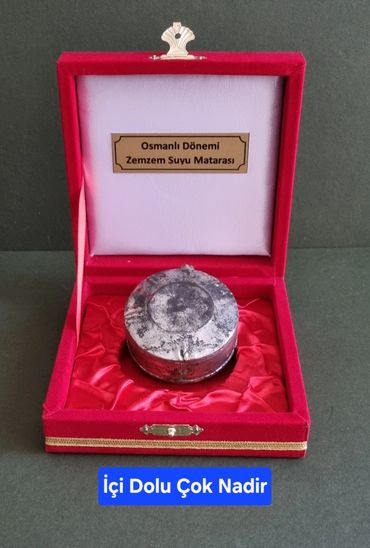 Osmanlı Dönemi
Zemzem Suyu Matarası
İçi Dolu Çok Nadir